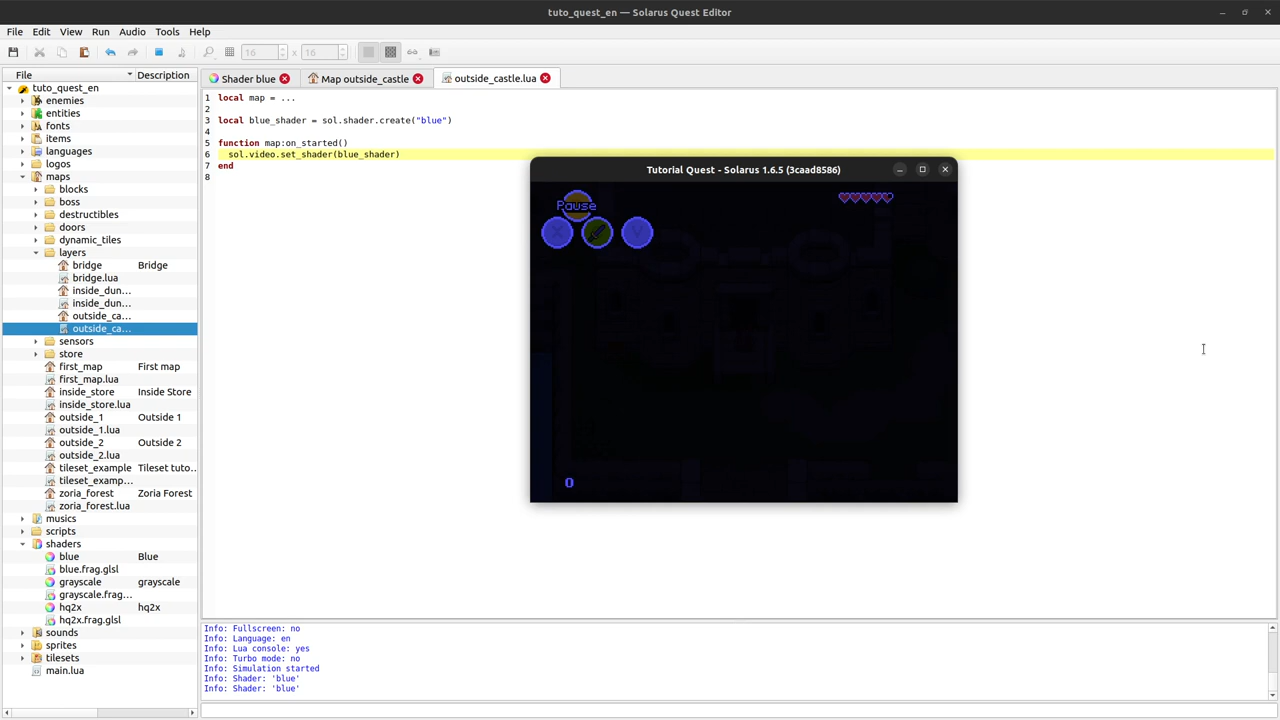 tuto_quest_en — Solarus Quest Editor
File Edit View Run Audio Tools Help
16 x 16
File Description
tuto_quest_en
enemies
entities
fonts
items
languages
logos
maps
blocks
boss
destructibles
doors
dynamic_tiles
layers
bridge Bridge
bridge.lua
inside_dun...
inside_dun...
outside_ca...
outside_ca...
sensors
store
first_map First map
first_map.lua
inside_store Inside Store
inside_store.lua
outside_1 Outside 1
outside_1.lua
outside_2 Outside 2
outside_2.lua
tileset_example Tileset tuto...
tileset_examp...
zoria_forest Zoria Forest
zoria_forest.lua
musics
scripts
shaders
blue Blue
blue.frag.glsl
grayscale grayscale
grayscale.frag...
hq2x hq2x
hq2x.frag.glsl
sounds
sprites
tilesets
main.lua
Shader blue Map outside_castle outside_castle.lua
1 local map = ...
2
3 local blue_shader = sol.shader.create("blue")
4
5 function map:on_started()
6 sol.video.set_shader(blue_shader)
7 end
8
Tutorial Quest - Solarus 1.6.5 (3caad8586)
Pause
X Y
0
Info: Fullscreen: no
Info: Language: en
Info: Lua console: yes
Info: Turbo mode: no
Info: Simulation started
Info: Shader: 'blue'
Info: Shader: 'blue'